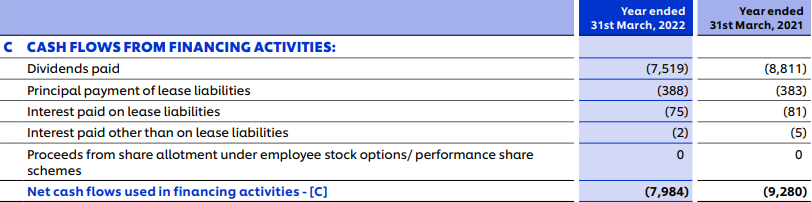 Year ended 31st March, 2022 Year ended 31st March, 2021
C CASH FLOWS FROM FINANCING ACTIVITIES:
Dividends paid (7,519) (8,811)
Principal payment of lease liabilities (388) (383)
Interest paid on lease liabilities (75) (81)
Interest paid other than on lease liabilities (2) (5)
Proceeds from share allotment under employee stock options/ performance share 0 0
schemes
Net cash flows used in financing activities - [C] (7,984) (9,280)